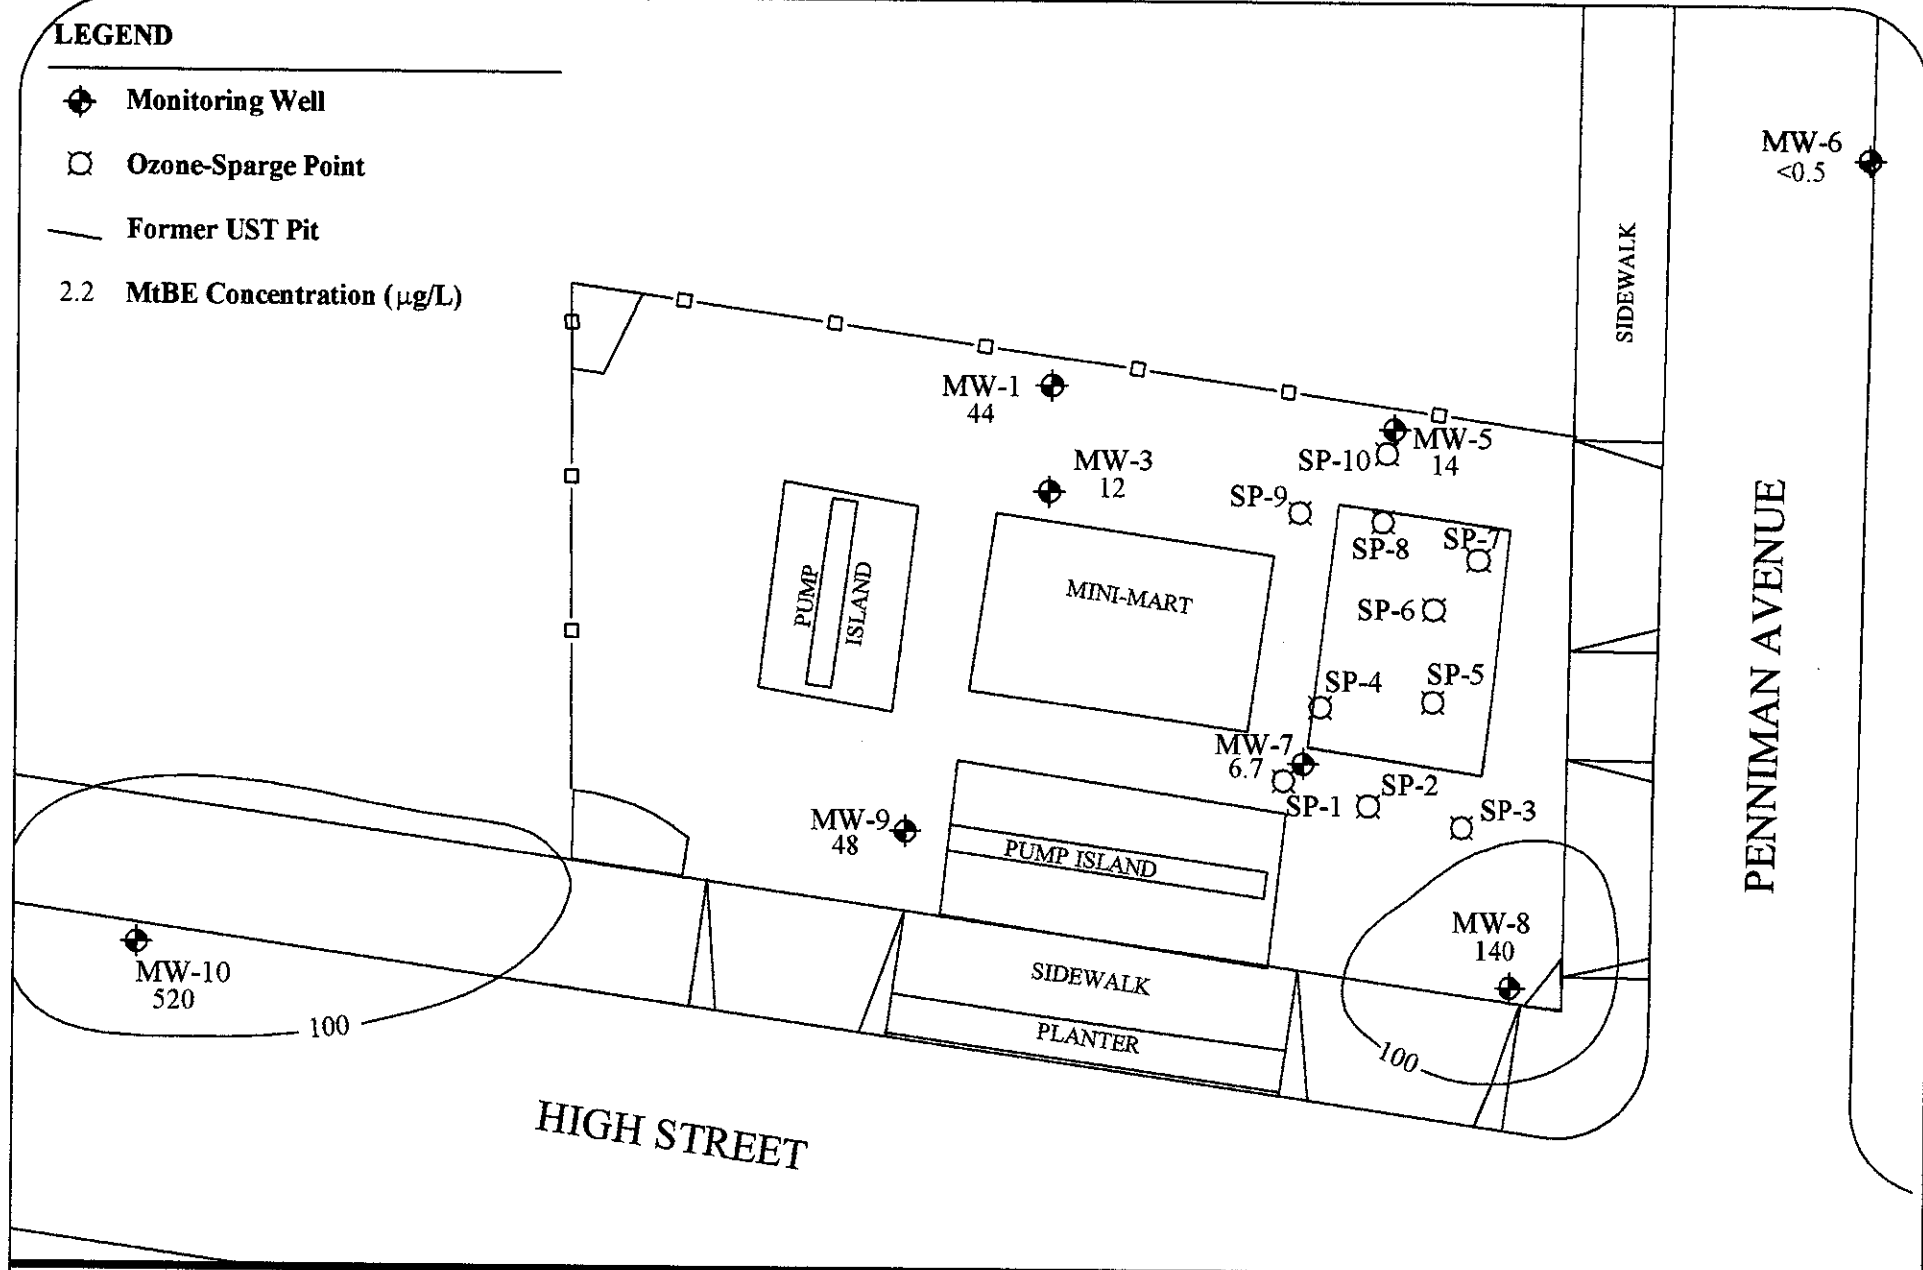 LEGEND
Monitoring Well
Ozone-Sparge Point
Former UST Pit
2.2 MtBE Concentration (µg/L)
MW-6
<0.5
SIDEWALK
MW-1
44
MW-5
14
SP-10
MW-3
12
SP-9
SP-8
SP-7
PUMP
ISLAND
MINI-MART
SP-6
SP-4
SP-5
MW-7
6.7
SP-1
SP-2
SP-3
MW-9
48
PUMP ISLAND
PENNIMAN AVENUE
MW-8
140
MW-10
520
100
SIDEWALK
PLANTER
100
HIGH STREET